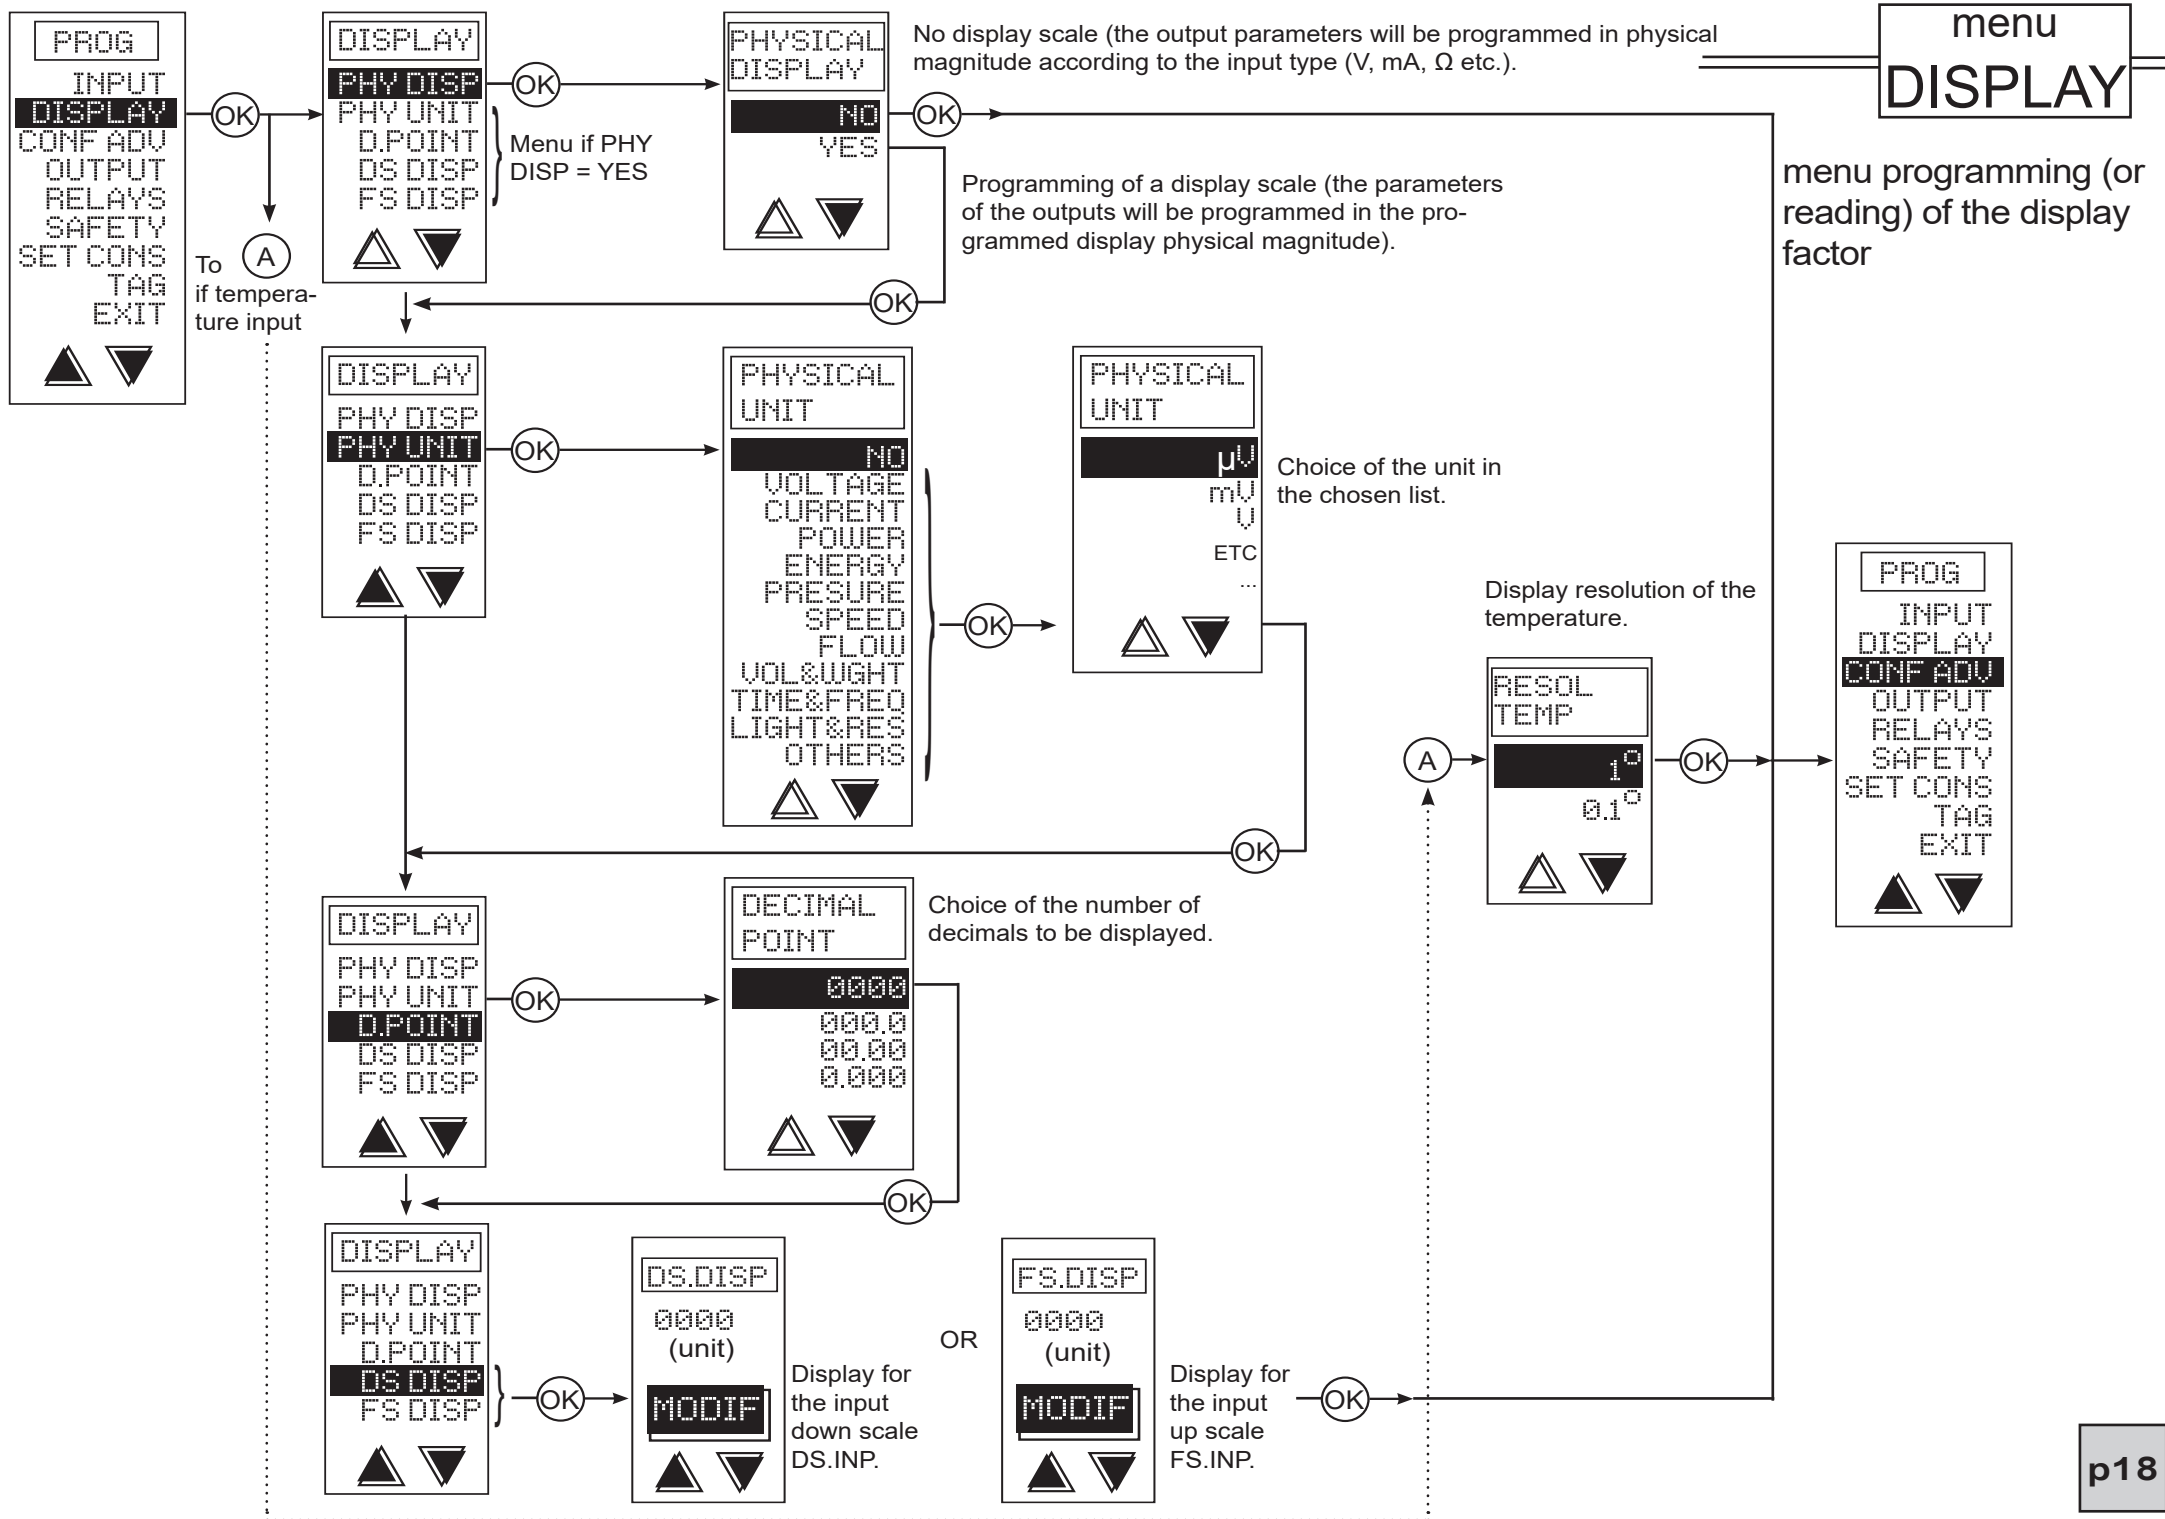 PROG
INPUT
DISPLAY
CONF ADV
OUTPUT
RELAYS
SAFETY
SET CONS
TAG
EXIT
OK
To A
if tempera-
ture input
DISPLAY
PHY DISP
PHY UNIT
D.POINT
DS DISP
FS DISP
Menu if PHY
DISP = YES
OK
PHYSICAL
DISPLAY
NO
YES
OK
No display scale (the output parameters will be programmed in physical
magnitude according to the input type (V, mA, Ω etc.).
Programming of a display scale (the parameters
of the outputs will be programmed in the pro-
grammed display physical magnitude).
OK
menu
DISPLAY
menu programming (or
reading) of the display
factor
DISPLAY
PHY DISP
PHY UNIT
D.POINT
DS DISP
FS DISP
OK
PHYSICAL
UNIT
NO
VOLTAGE
CURRENT
POWER
ENERGY
PRESURE
SPEED
FLOW
VOL&WGHT
TIME&FREQ
LIGHT&RES
OTHERS
OK
PHYSICAL
UNIT
µV
mV
V
ETC
...
Choice of the unit in
the chosen list.
OK
Display resolution of the
temperature.
A
RESOL
TEMP
1°
0.1°
OK
PROG
INPUT
DISPLAY
CONF ADV
OUTPUT
RELAYS
SAFETY
SET CONS
TAG
EXIT
DISPLAY
PHY DISP
PHY UNIT
D.POINT
DS DISP
FS DISP
OK
DECIMAL
POINT
0000
000.0
00.00
0.000
Choice of the number of
decimals to be displayed.
OK
DISPLAY
PHY DISP
PHY UNIT
D.POINT
DS DISP
FS DISP
OK
DS.DISP
0000
(unit)
MODIF
Display for
the input
down scale
DS.INP.
OR
FS.DISP
0000
(unit)
MODIF
Display for
the input
up scale
FS.INP.
OK
p18